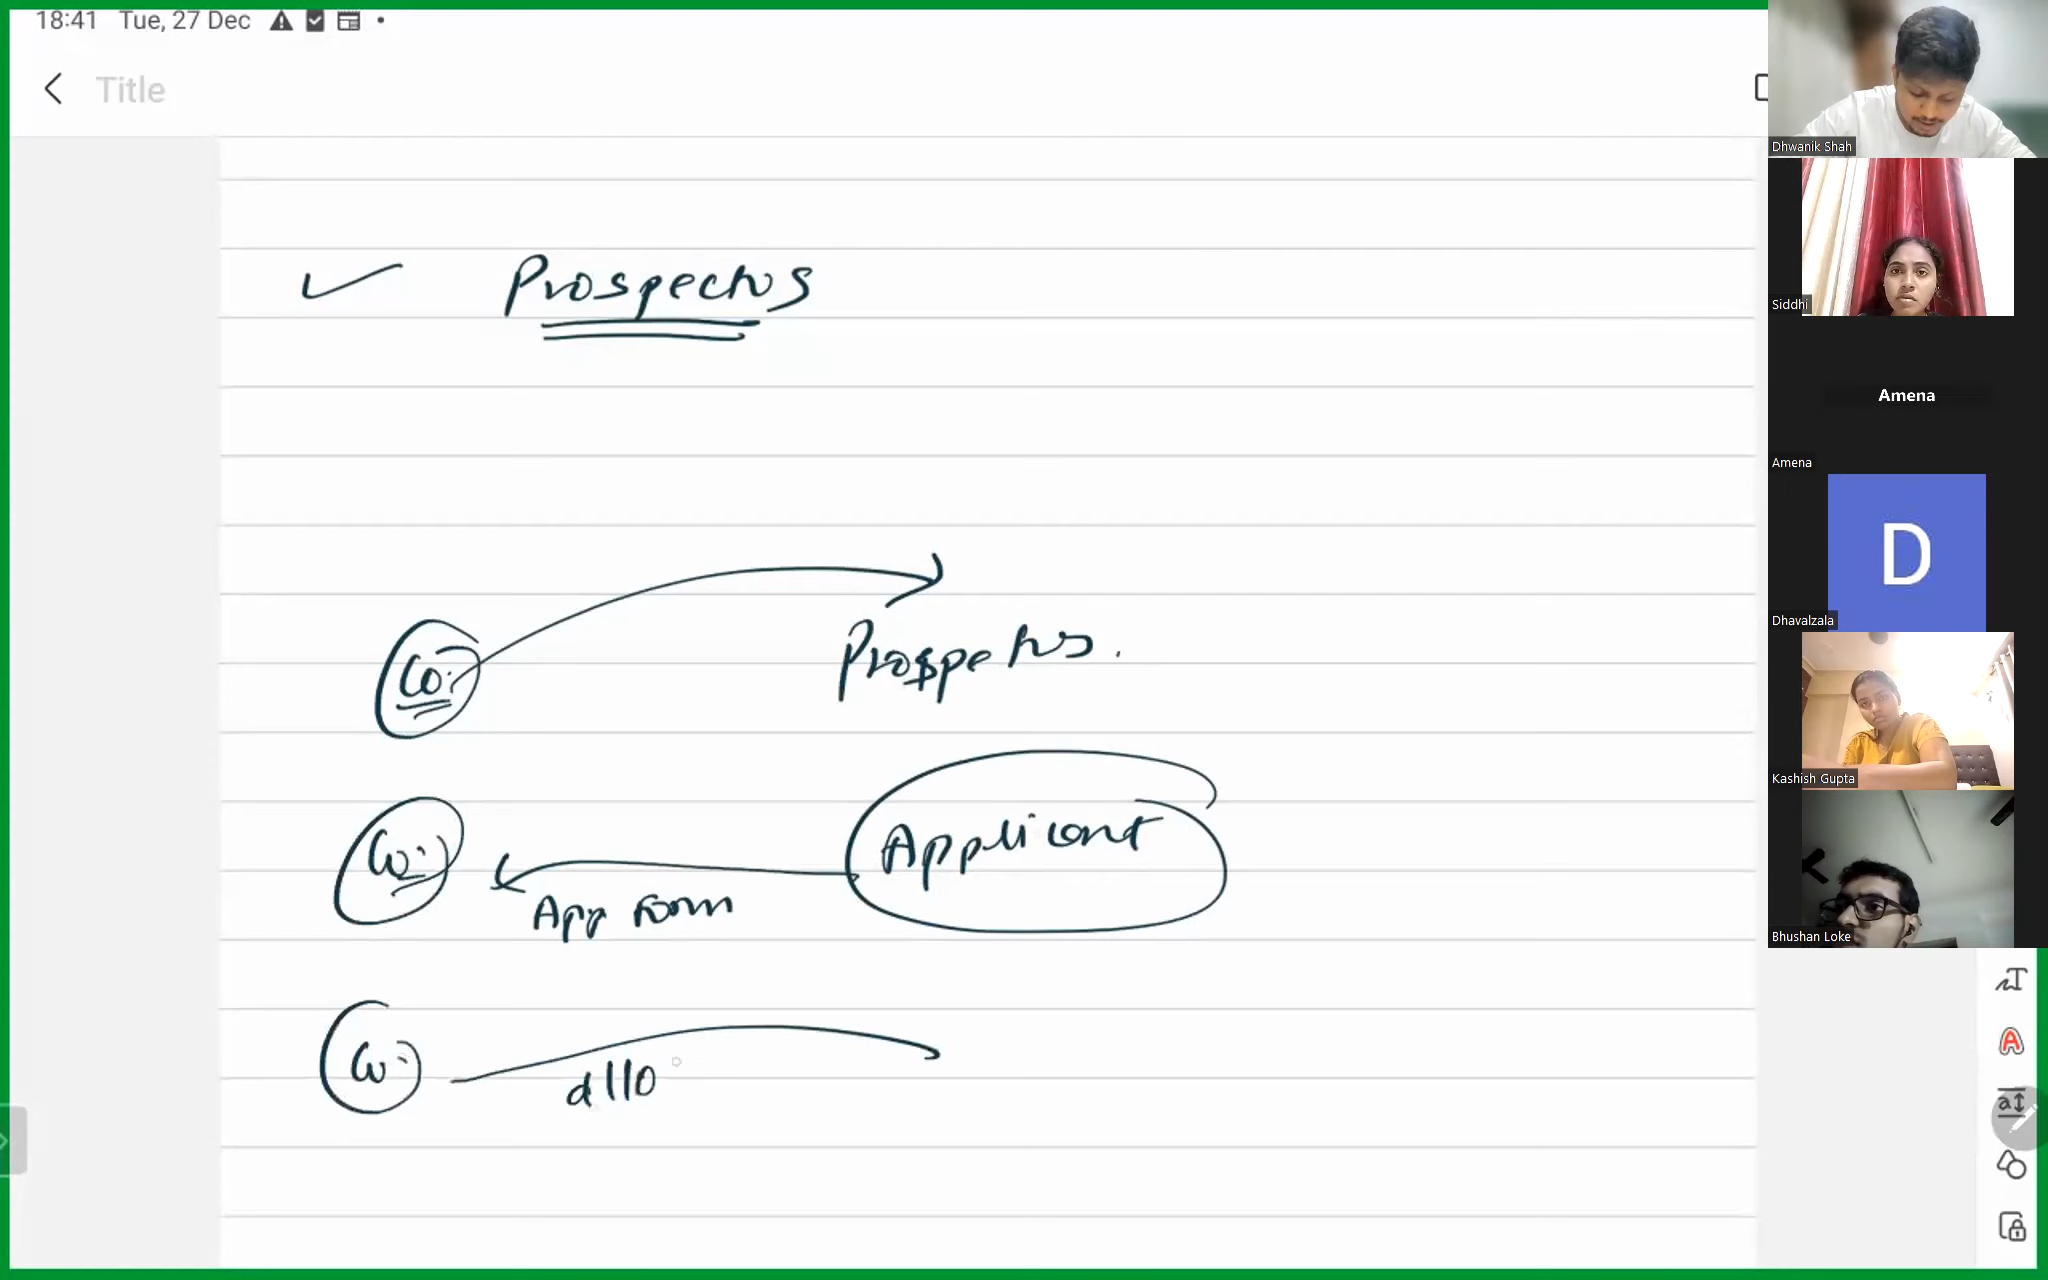 18:41 Tue, 27 Dec
Title
Prospectus
Co.
Prospetus.
Co.
Applicant
App Form
Co.
allo
Dhwanik Shah
Siddhi
Amena
Amena
D
Dhavalzala
Kashish Gupta
Bhushan Loke
T
A
a